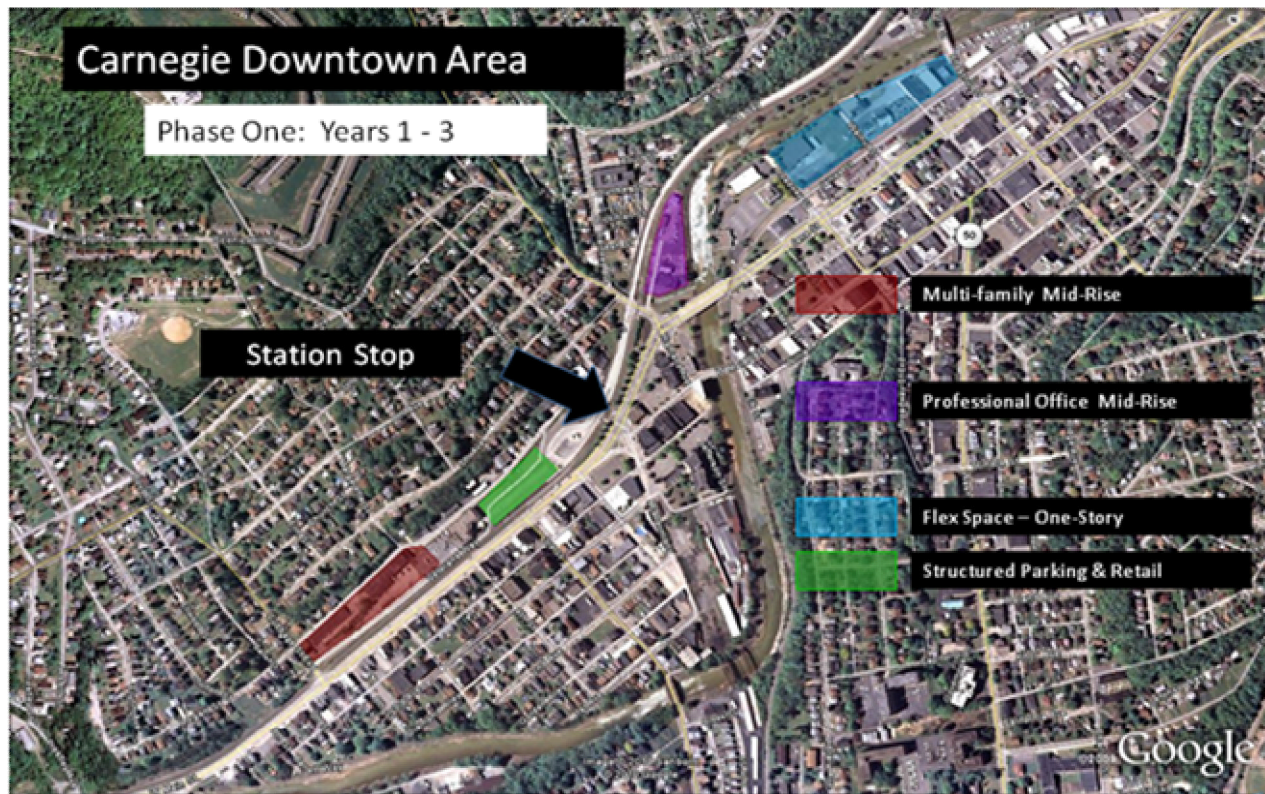 Carnegie Downtown Area
Phase One:  Years 1 - 3
50
Multi-family Mid-Rise
Station Stop
Professional Office Mid-Rise
Flex Space – One-Story
Structured Parking & Retail
Google